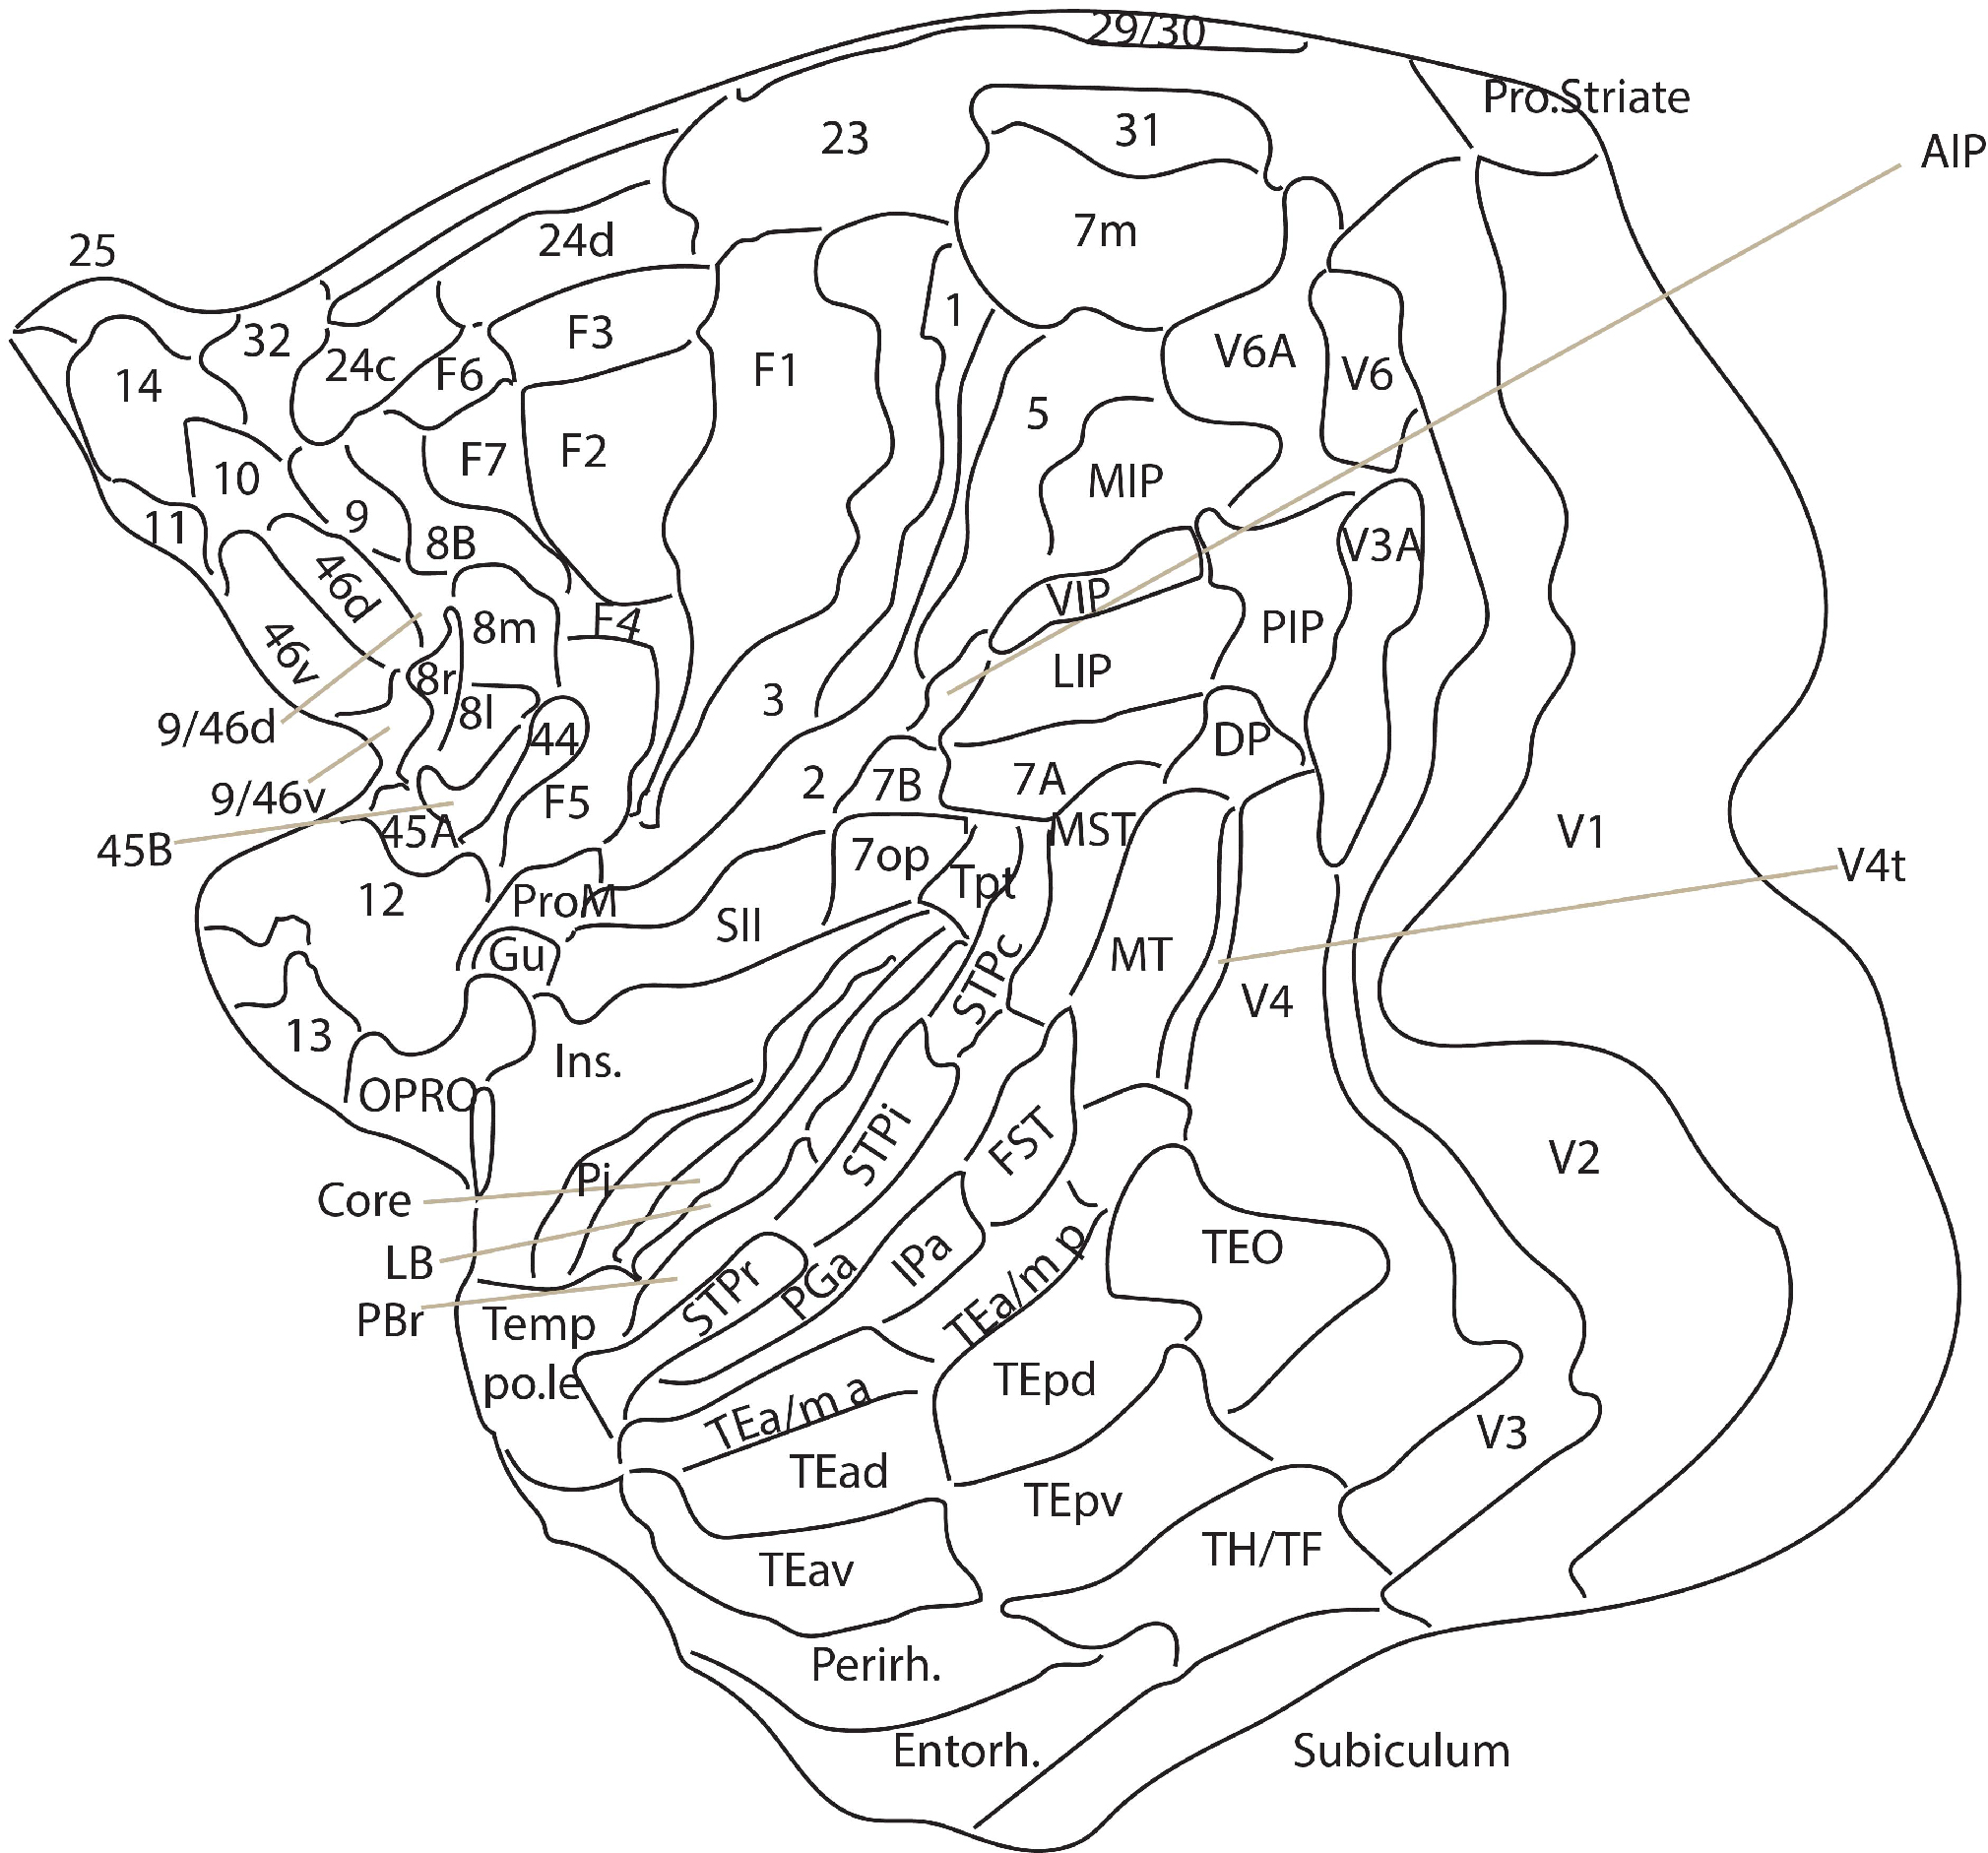 29/30
Pro.Striate
23
31
AIP
24d
7m
25
1
32
F3
V6A
14
24c
F6
F1
V6
5
F7
F2
10
MIP
9
11
8B
V3A
46d
VIP
8m
F4
PIP
46v
8r
LIP
8l
3
9/46d
44
DP
2
7B
7A
9/46v
F5
45A
MST
V1
45B
7op
Tpt
V4t
12
ProM
SII
Gu
MT
STPc
V4
13
Ins.
OPRO
STPi
FST
V2
Pi
Core
LB
TEO
IPa
PGa
STPr
TEa/m p
PBr
Temp
po.le
TEpd
TEa/m a
V3
TEad
TEpv
TH/TF
TEav
Perirh.
Entorh.
Subiculum